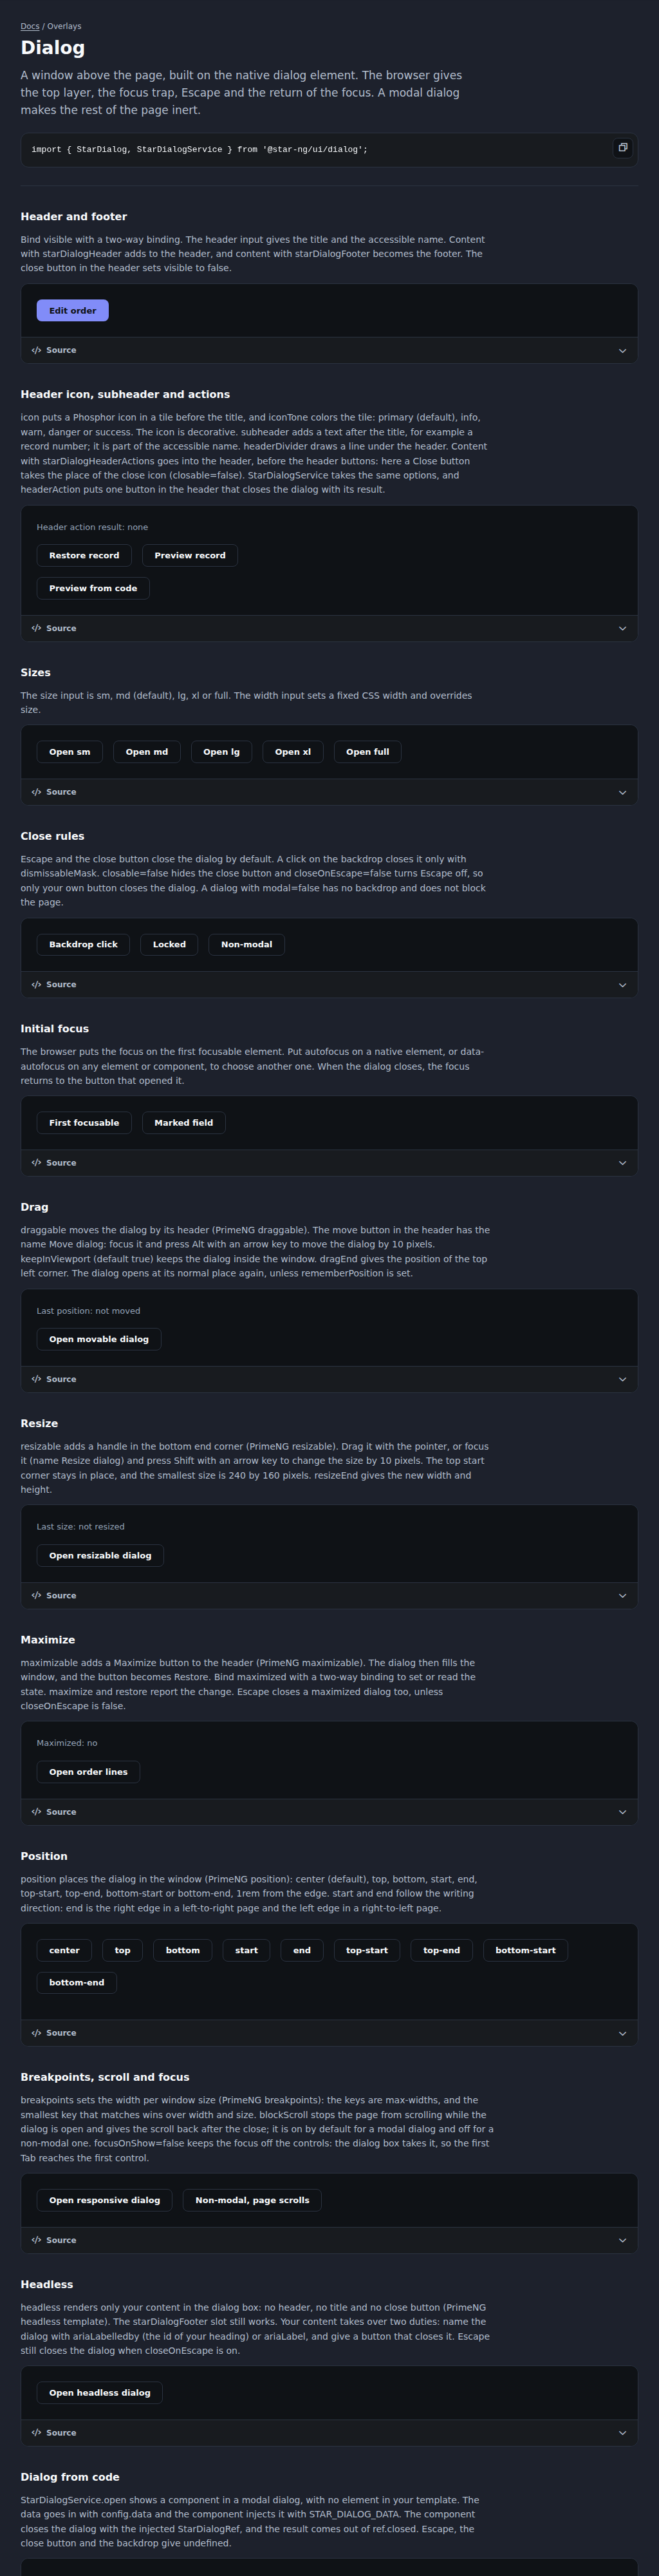 Docs / Overlays
Dialog
A window above the page, built on the native dialog element. The browser gives
the top layer, the focus trap, Escape and the return of the focus. A modal dialog
makes the rest of the page inert.
import { StarDialog, StarDialogService } from '@star-ng/ui/dialog';
Header and footer
Bind visible with a two-way binding. The header input gives the title and the accessible name. Content
with starDialogHeader adds to the header, and content with starDialogFooter becomes the footer. The
close button in the header sets visible to false.
Edit order
Source
Header icon, subheader and actions
icon puts a Phosphor icon in a tile before the title, and iconTone colors the tile: primary (default), info,
warn, danger or success. The icon is decorative. subheader adds a text after the title, for example a
record number; it is part of the accessible name. headerDivider draws a line under the header. Content
with starDialogHeaderActions goes into the header, before the header buttons: here a Close button
takes the place of the close icon (closable=false). StarDialogService takes the same options, and
headerAction puts one button in the header that closes the dialog with its result.
Header action result: none
Restore record Preview record
Preview from code
Source
Sizes
The size input is sm, md (default), lg, xl or full. The width input sets a fixed CSS width and overrides
size.
Open sm Open md Open lg Open xl Open full
Source
Close rules
Escape and the close button close the dialog by default. A click on the backdrop closes it only with
dismissableMask. closable=false hides the close button and closeOnEscape=false turns Escape off, so
only your own button closes the dialog. A dialog with modal=false has no backdrop and does not block
the page.
Backdrop click Locked Non-modal
Source
Initial focus
The browser puts the focus on the first focusable element. Put autofocus on a native element, or data-
autofocus on any element or component, to choose another one. When the dialog closes, the focus
returns to the button that opened it.
First focusable Marked field
Source
Drag
draggable moves the dialog by its header (PrimeNG draggable). The move button in the header has the
name Move dialog: focus it and press Alt with an arrow key to move the dialog by 10 pixels.
keepInViewport (default true) keeps the dialog inside the window. dragEnd gives the position of the top
left corner. The dialog opens at its normal place again, unless rememberPosition is set.
Last position: not moved
Open movable dialog
Source
Resize
resizable adds a handle in the bottom end corner (PrimeNG resizable). Drag it with the pointer, or focus
it (name Resize dialog) and press Shift with an arrow key to change the size by 10 pixels. The top start
corner stays in place, and the smallest size is 240 by 160 pixels. resizeEnd gives the new width and
height.
Last size: not resized
Open resizable dialog
Source
Maximize
maximizable adds a Maximize button to the header (PrimeNG maximizable). The dialog then fills the
window, and the button becomes Restore. Bind maximized with a two-way binding to set or read the
state. maximize and restore report the change. Escape closes a maximized dialog too, unless
closeOnEscape is false.
Maximized: no
Open order lines
Source
Position
position places the dialog in the window (PrimeNG position): center (default), top, bottom, start, end,
top-start, top-end, bottom-start or bottom-end, 1rem from the edge. start and end follow the writing
direction: end is the right edge in a left-to-right page and the left edge in a right-to-left page.
center top bottom start end top-start top-end bottom-start
bottom-end
Source
Breakpoints, scroll and focus
breakpoints sets the width per window size (PrimeNG breakpoints): the keys are max-widths, and the
smallest key that matches wins over width and size. blockScroll stops the page from scrolling while the
dialog is open and gives the scroll back after the close; it is on by default for a modal dialog and off for a
non-modal one. focusOnShow=false keeps the focus off the controls: the dialog box takes it, so the first
Tab reaches the first control.
Open responsive dialog Non-modal, page scrolls
Source
Headless
headless renders only your content in the dialog box: no header, no title and no close button (PrimeNG
headless template). The starDialogFooter slot still works. Your content takes over two duties: name the
dialog with ariaLabelledby (the id of your heading) or ariaLabel, and give a button that closes it. Escape
still closes the dialog when closeOnEscape is on.
Open headless dialog
Source
Dialog from code
StarDialogService.open shows a component in a modal dialog, with no element in your template. The
data goes in with config.data and the component injects it with STAR_DIALOG_DATA. The component
closes the dialog with the injected StarDialogRef, and the result comes out of ref.closed. Escape, the
close button and the backdrop give undefined.